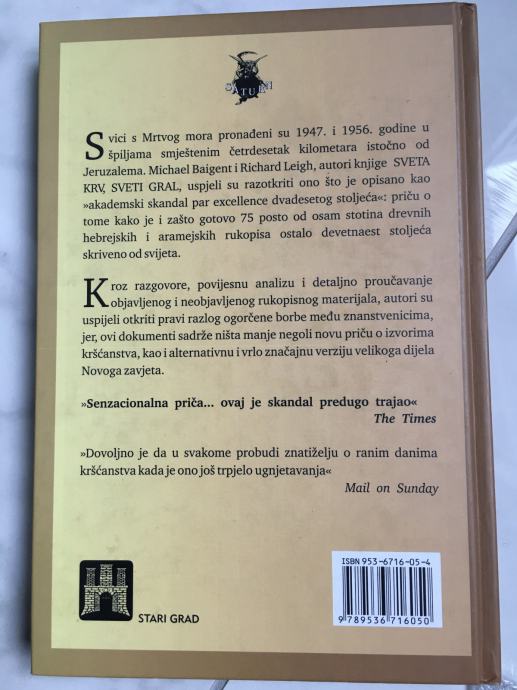 SATURN
Svici s Mrtvog mora pronađeni su 1947. i 1956. godine u
špiljama smještenim četrdesetak kilometara istočno od
Jeruzalema. Michael Baigent i Richard Leigh, autori knjige SVETA
KRV, SVETI GRAL, uspjeli su razotkriti ono što je opisano kao
»akademski skandal par excellence dvadesetog stoljeća«: priču o
tome kako je i zašto gotovo 75 posto od osam stotina drevnih
hebrejskih i aramejskih rukopisa ostalo devetnaest stoljeća
skriveno od svijeta.
Kroz razgovore, povijesnu analizu i detaljno proučavanje
objavljenog i neobjavljenog rukopisnog materijala, autori su
uspijeli otkriti pravi razlog ogorčene borbe među znanstvenicima,
jer, ovi dokumenti sadrže ništa manje negoli novu priču o izvorima
kršćanstva, kao i alternativnu i vrlo značajnu verziju velikoga dijela
Novoga zavjeta.
»Senzacionalna priča... ovaj je skandal predugo trajao«
The Times
»Dovoljno je da u svakome probudi znatiželju o ranim danima
kršćanstva kada je ono još trpjelo ugnjetavanja«
Mail on Sunday
ISBN 953-6716-05-4
9 789536 716050
STARI GRAD